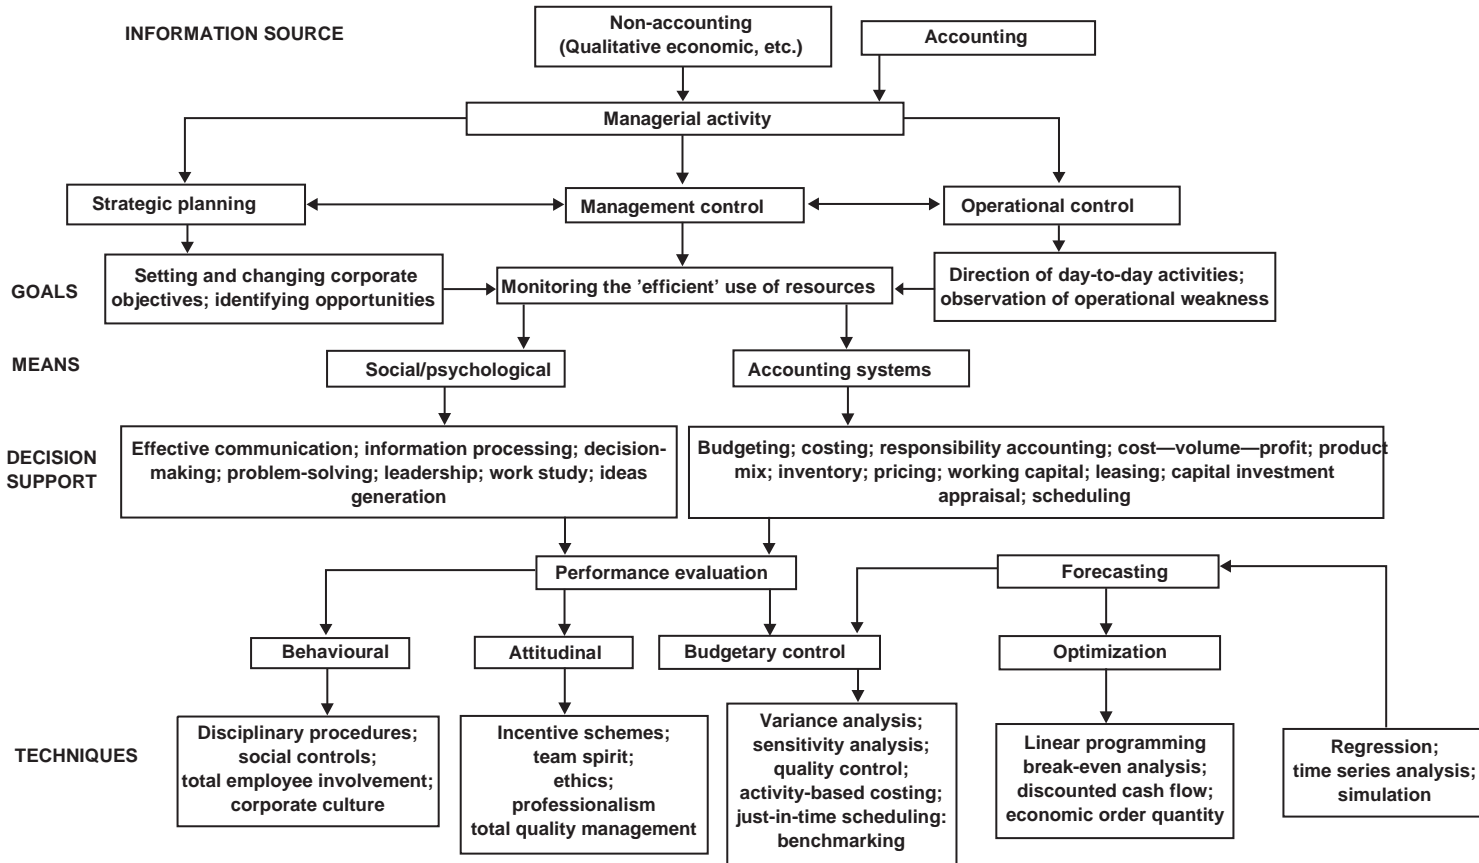 INFORMATION SOURCE
Non-accounting
(Qualitative economic, etc.)
Accounting
Managerial activity
Strategic planning
Management control
Operational control
GOALS
Setting and changing corporate
objectives; identifying opportunities
Monitoring the ’efficient’ use of resources
Direction of day-to-day activities;
observation of operational weakness
MEANS
Social/psychological
Accounting systems
DECISION
SUPPORT
Effective communication; information processing; decision-
making; problem-solving; leadership; work study; ideas
generation
Budgeting; costing; responsibility accounting; cost—volume—profit; product
mix; inventory; pricing; working capital; leasing; capital investment
appraisal; scheduling
Performance evaluation
Forecasting
Behavioural
Attitudinal
Budgetary control
Optimization
TECHNIQUES
Disciplinary procedures;
social controls;
total employee involvement;
corporate culture
Incentive schemes;
team spirit;
ethics;
professionalism
total quality management
Variance analysis;
sensitivity analysis;
quality control;
activity-based costing;
just-in-time scheduling:
benchmarking
Linear programming
break-even analysis;
discounted cash flow;
economic order quantity
Regression;
time series analysis;
simulation